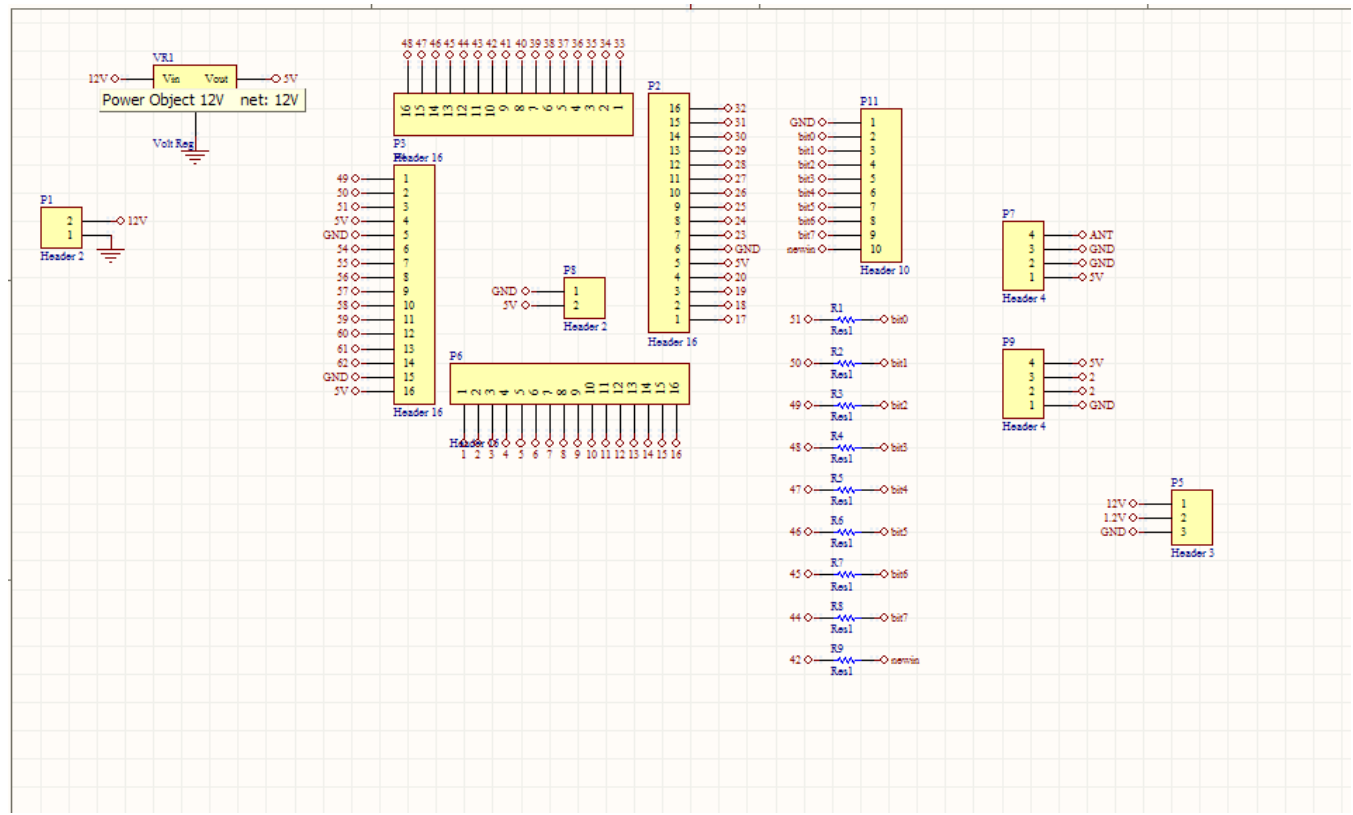 VR1
12V Vin Vout 5V
Power Object 12V net: 12V
Volt Reg
P1
2 12V
1
Header 2
48 47 46 45 44 43 42 41 40 39 38 37 36 35 34 33
16 15 14 13 12 11 10 9 8 7 6 5 4 3 2 1
P3
Header 16
49 1
50 2
51 3
5V 4
GND 5
54 6
55 7
56 8
57 9
58 10
59 11
60 12
61 13
62 14
GND 15
5V 16
Header 16
P2
16 32
15 31
14 30
13 29
12 28
11 27
10 26
9 25
8 24
7 23
6 GND
5 5V
4 20
3 19
2 18
1 17
Header 16
P8
GND 1
5V 2
Header 2
P6
1 2 3 4 5 6 7 8 9 10 11 12 13 14 15 16
Header 16
1 2 3 4 5 6 7 8 9 10 11 12 13 14 15 16
P11
GND 1
bit0 2
bit1 3
bit2 4
bit3 5
bit4 6
bit5 7
bit6 8
bit7 9
newin 10
Header 10
R1
51 bit0
Res1
R2
50 bit1
Res1
R3
49 bit2
Res1
R4
48 bit3
Res1
R5
47 bit4
Res1
R6
46 bit5
Res1
R7
45 bit6
Res1
R8
44 bit7
Res1
R9
42 newin
Res1
P7
4 ANT
3 GND
2 GND
1 5V
Header 4
P9
4 5V
3 2
2 2
1 GND
Header 4
P5
12V 1
1.2V 2
GND 3
Header 3